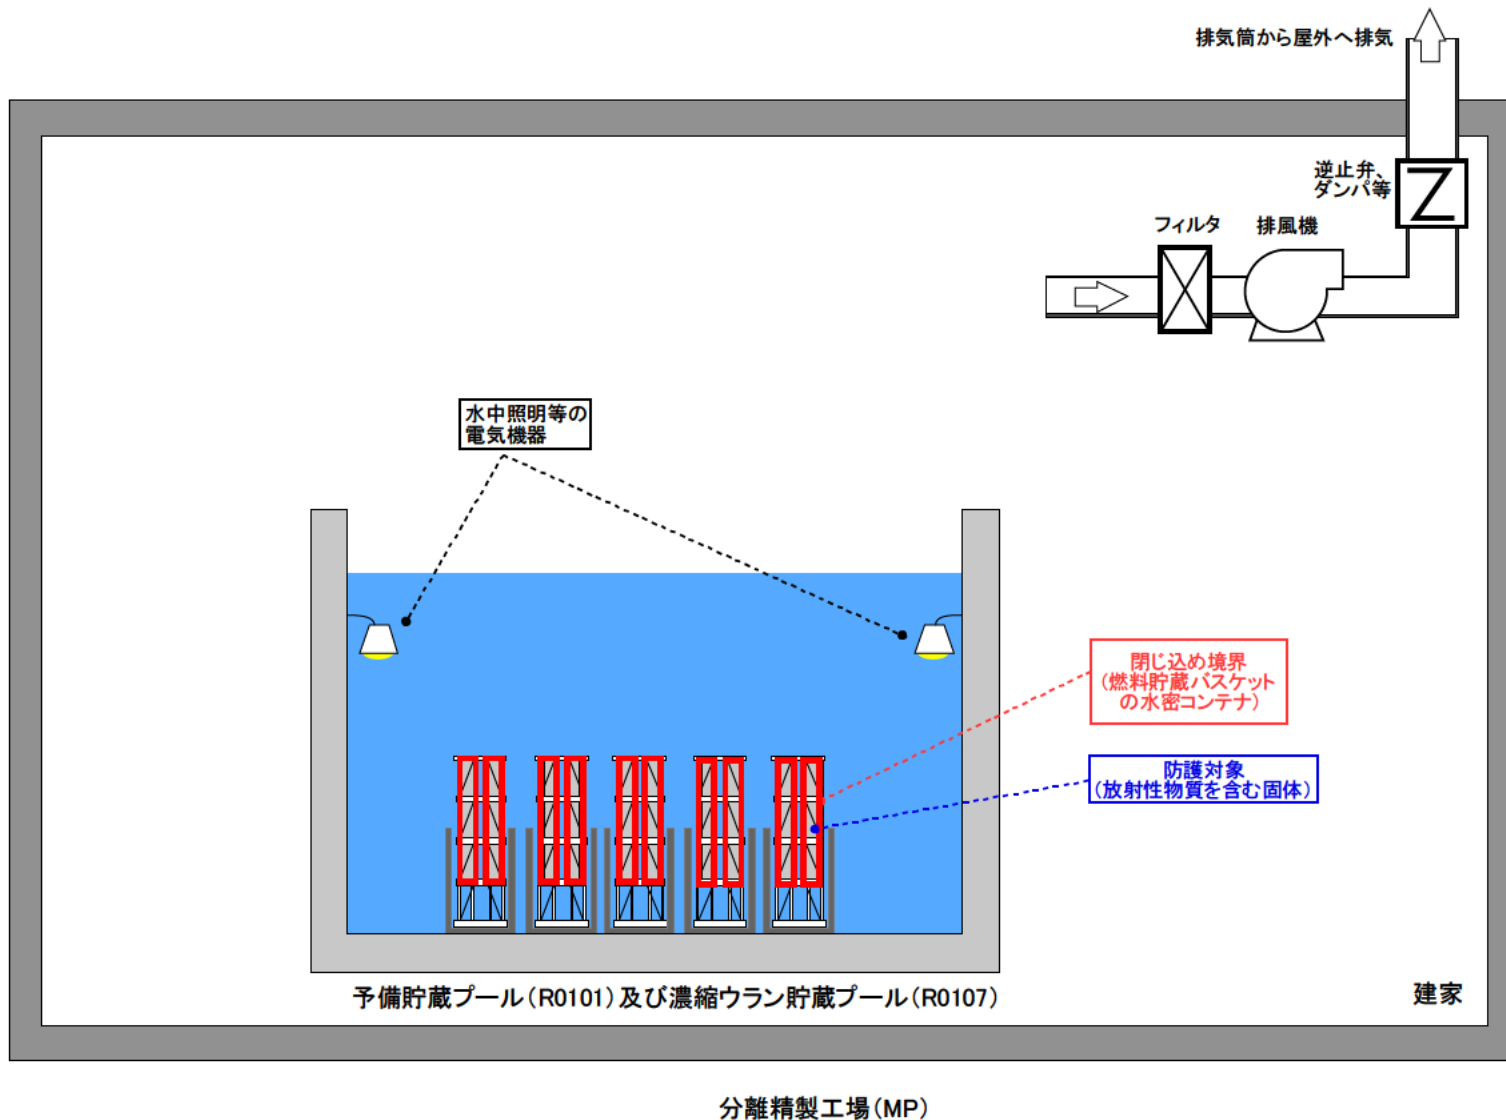 排気筒から屋外へ排気
逆止弁、
ダンパ等
フィルタ
排風機
水中照明等の
電気機器
閉じ込め境界
(燃料貯蔵バスケット
の水密コンテナ)
防護対象
(放射性物質を含む固体)
予備貯蔵プール(R0101)及び濃縮ウラン貯蔵プール(R0107)
建家
分離精製工場(MP)